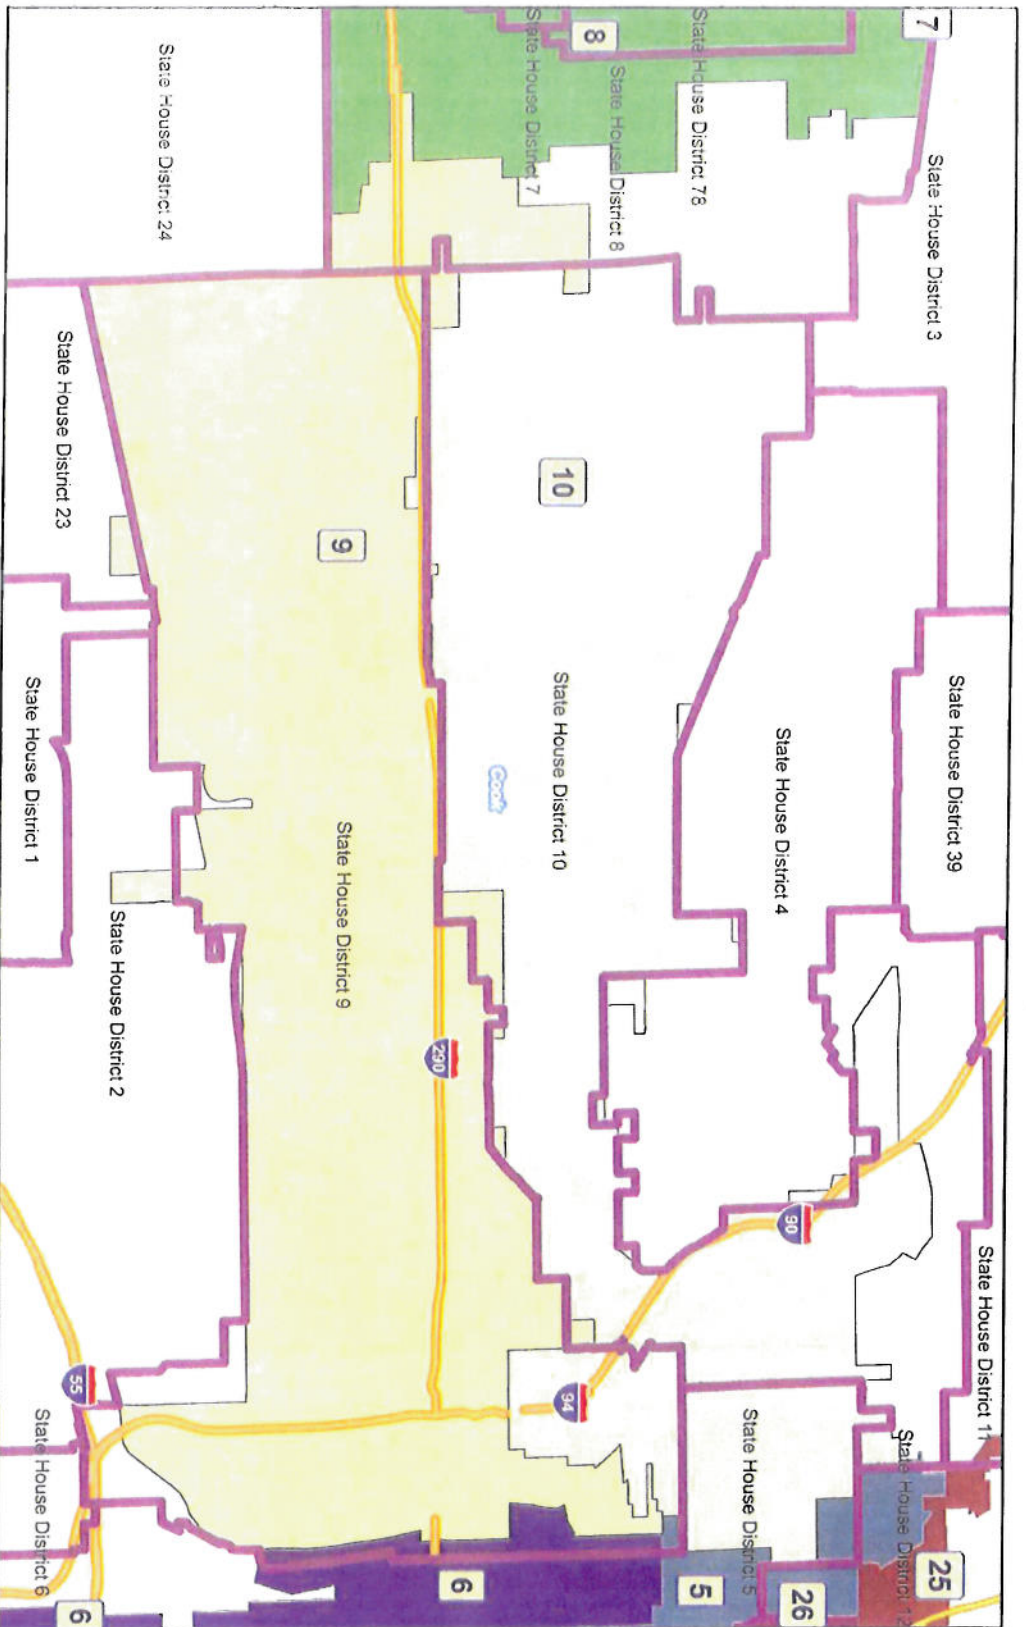 7
State House District 3
State House District 39
State House District 11
25
State House District 12
State House District 4
90
26
State House District 78
State House District 5
5
8
State House District 8
State House District 7
10
State House District 10
Cook
94
6
290
9
State House District 9
State House District 24
State House District 2
55
6
State House District 23
State House District 1
State House District 6